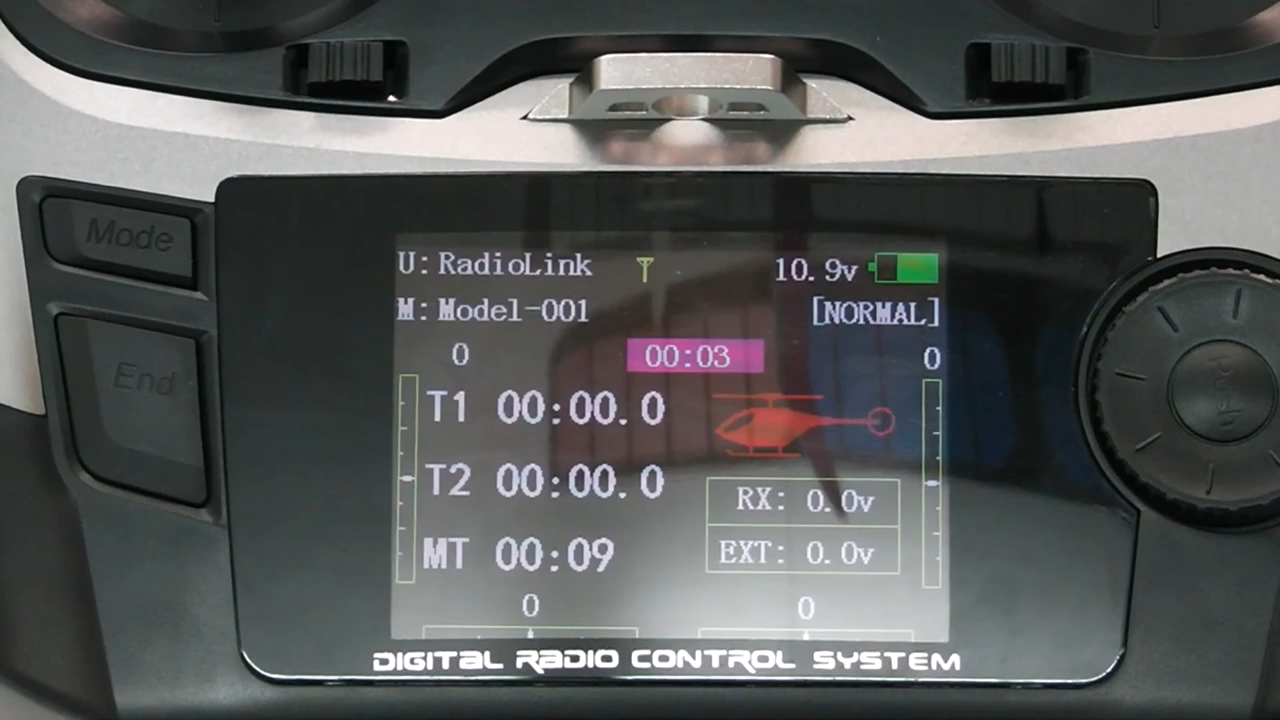 Mode
End
U: RadioLink
10.9v
M: Model-001
[NORMAL]
0
00:03
0
T1 00:00.0
T2 00:00.0
RX: 0.0v
MT 00:09
EXT: 0.0v
0
0
DIGITAL RADIO CONTROL SYSTEM
Push